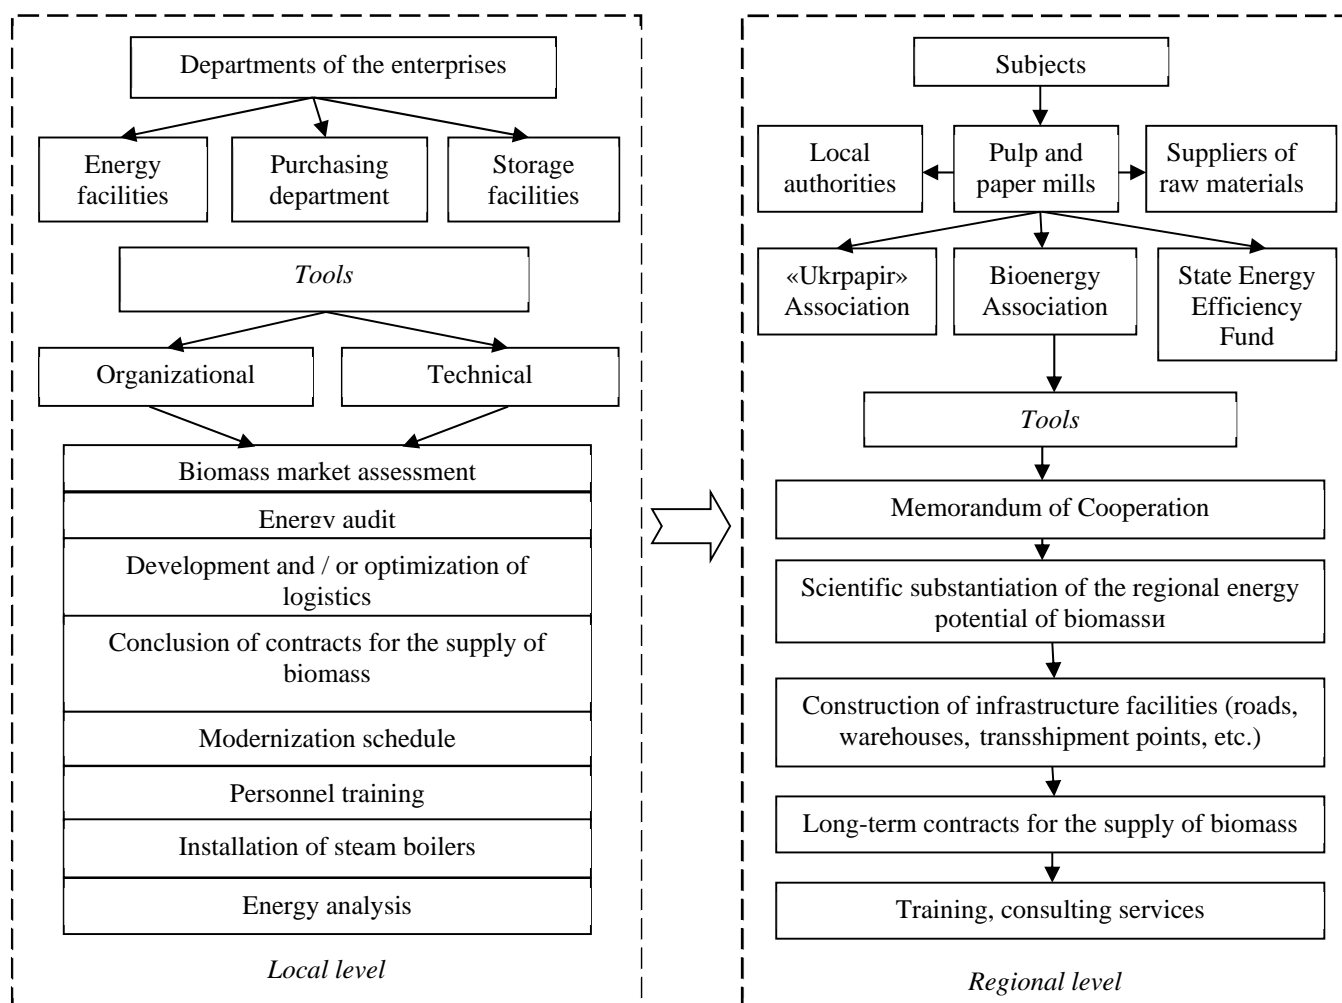 Departments of the enterprises
Energy
facilities
Purchasing
department
Storage
facilities
Tools
Organizational
Technical
Biomass market assessment
Energy audit
Development and / or optimization of
logistics
Conclusion of contracts for the supply of
biomass
Modernization schedule
Personnel training
Installation of steam boilers
Energy analysis
Local level
Subjects
Local
authorities
Pulp and
paper mills
Suppliers of
raw materials
«Ukrpapir»
Association
Bioenergy
Association
State Energy
Efficiency
Fund
Tools
Memorandum of Cooperation
Scientific substantiation of the regional energy
potential of biomassи
Construction of infrastructure facilities (roads,
warehouses, transshipment points, etc.)
Long-term contracts for the supply of biomass
Training, consulting services
Regional level